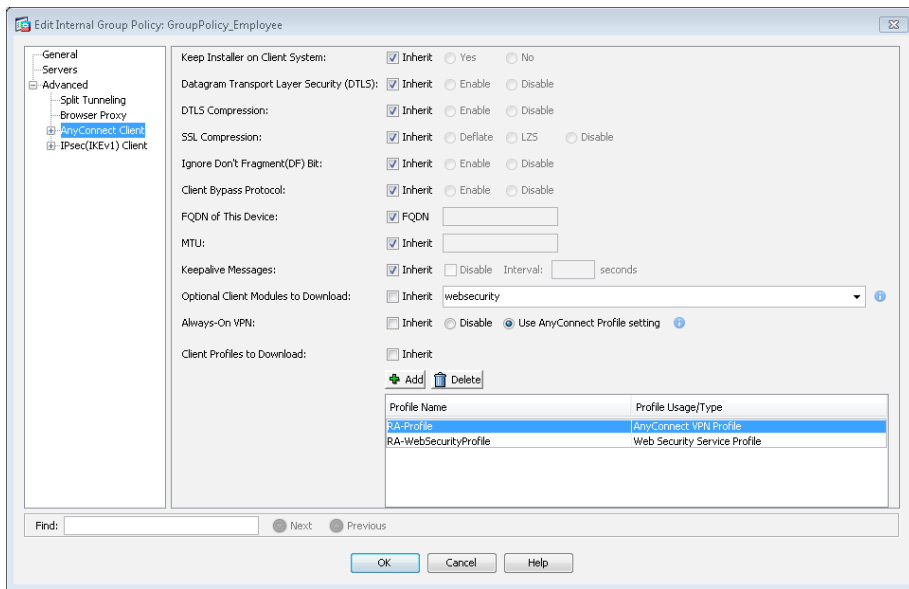 Edit Internal Group Policy: GroupPolicy_Employee
General
Servers
Advanced
Split Tunneling
Browser Proxy
AnyConnect Client
IPsec(IKEv1) Client
Keep Installer on Client System: Inherit Yes No
Datagram Transport Layer Security (DTLS): Inherit Enable Disable
DTLS Compression: Inherit Enable Disable
SSL Compression: Inherit Deflate LZS Disable
Ignore Don't Fragment(DF) Bit: Inherit Enable Disable
Client Bypass Protocol: Inherit Enable Disable
FQDN of This Device: FQDN
MTU: Inherit
Keepalive Messages: Inherit Disable Interval: seconds
Optional Client Modules to Download: Inherit websecurity
Always-On VPN: Inherit Disable Use AnyConnect Profile setting
Client Profiles to Download: Inherit
Add Delete
Profile Name Profile Usage/Type
RA-Profile AnyConnect VPN Profile
RA-WebSecurityProfile Web Security Service Profile
Find: Next Previous
OK Cancel Help